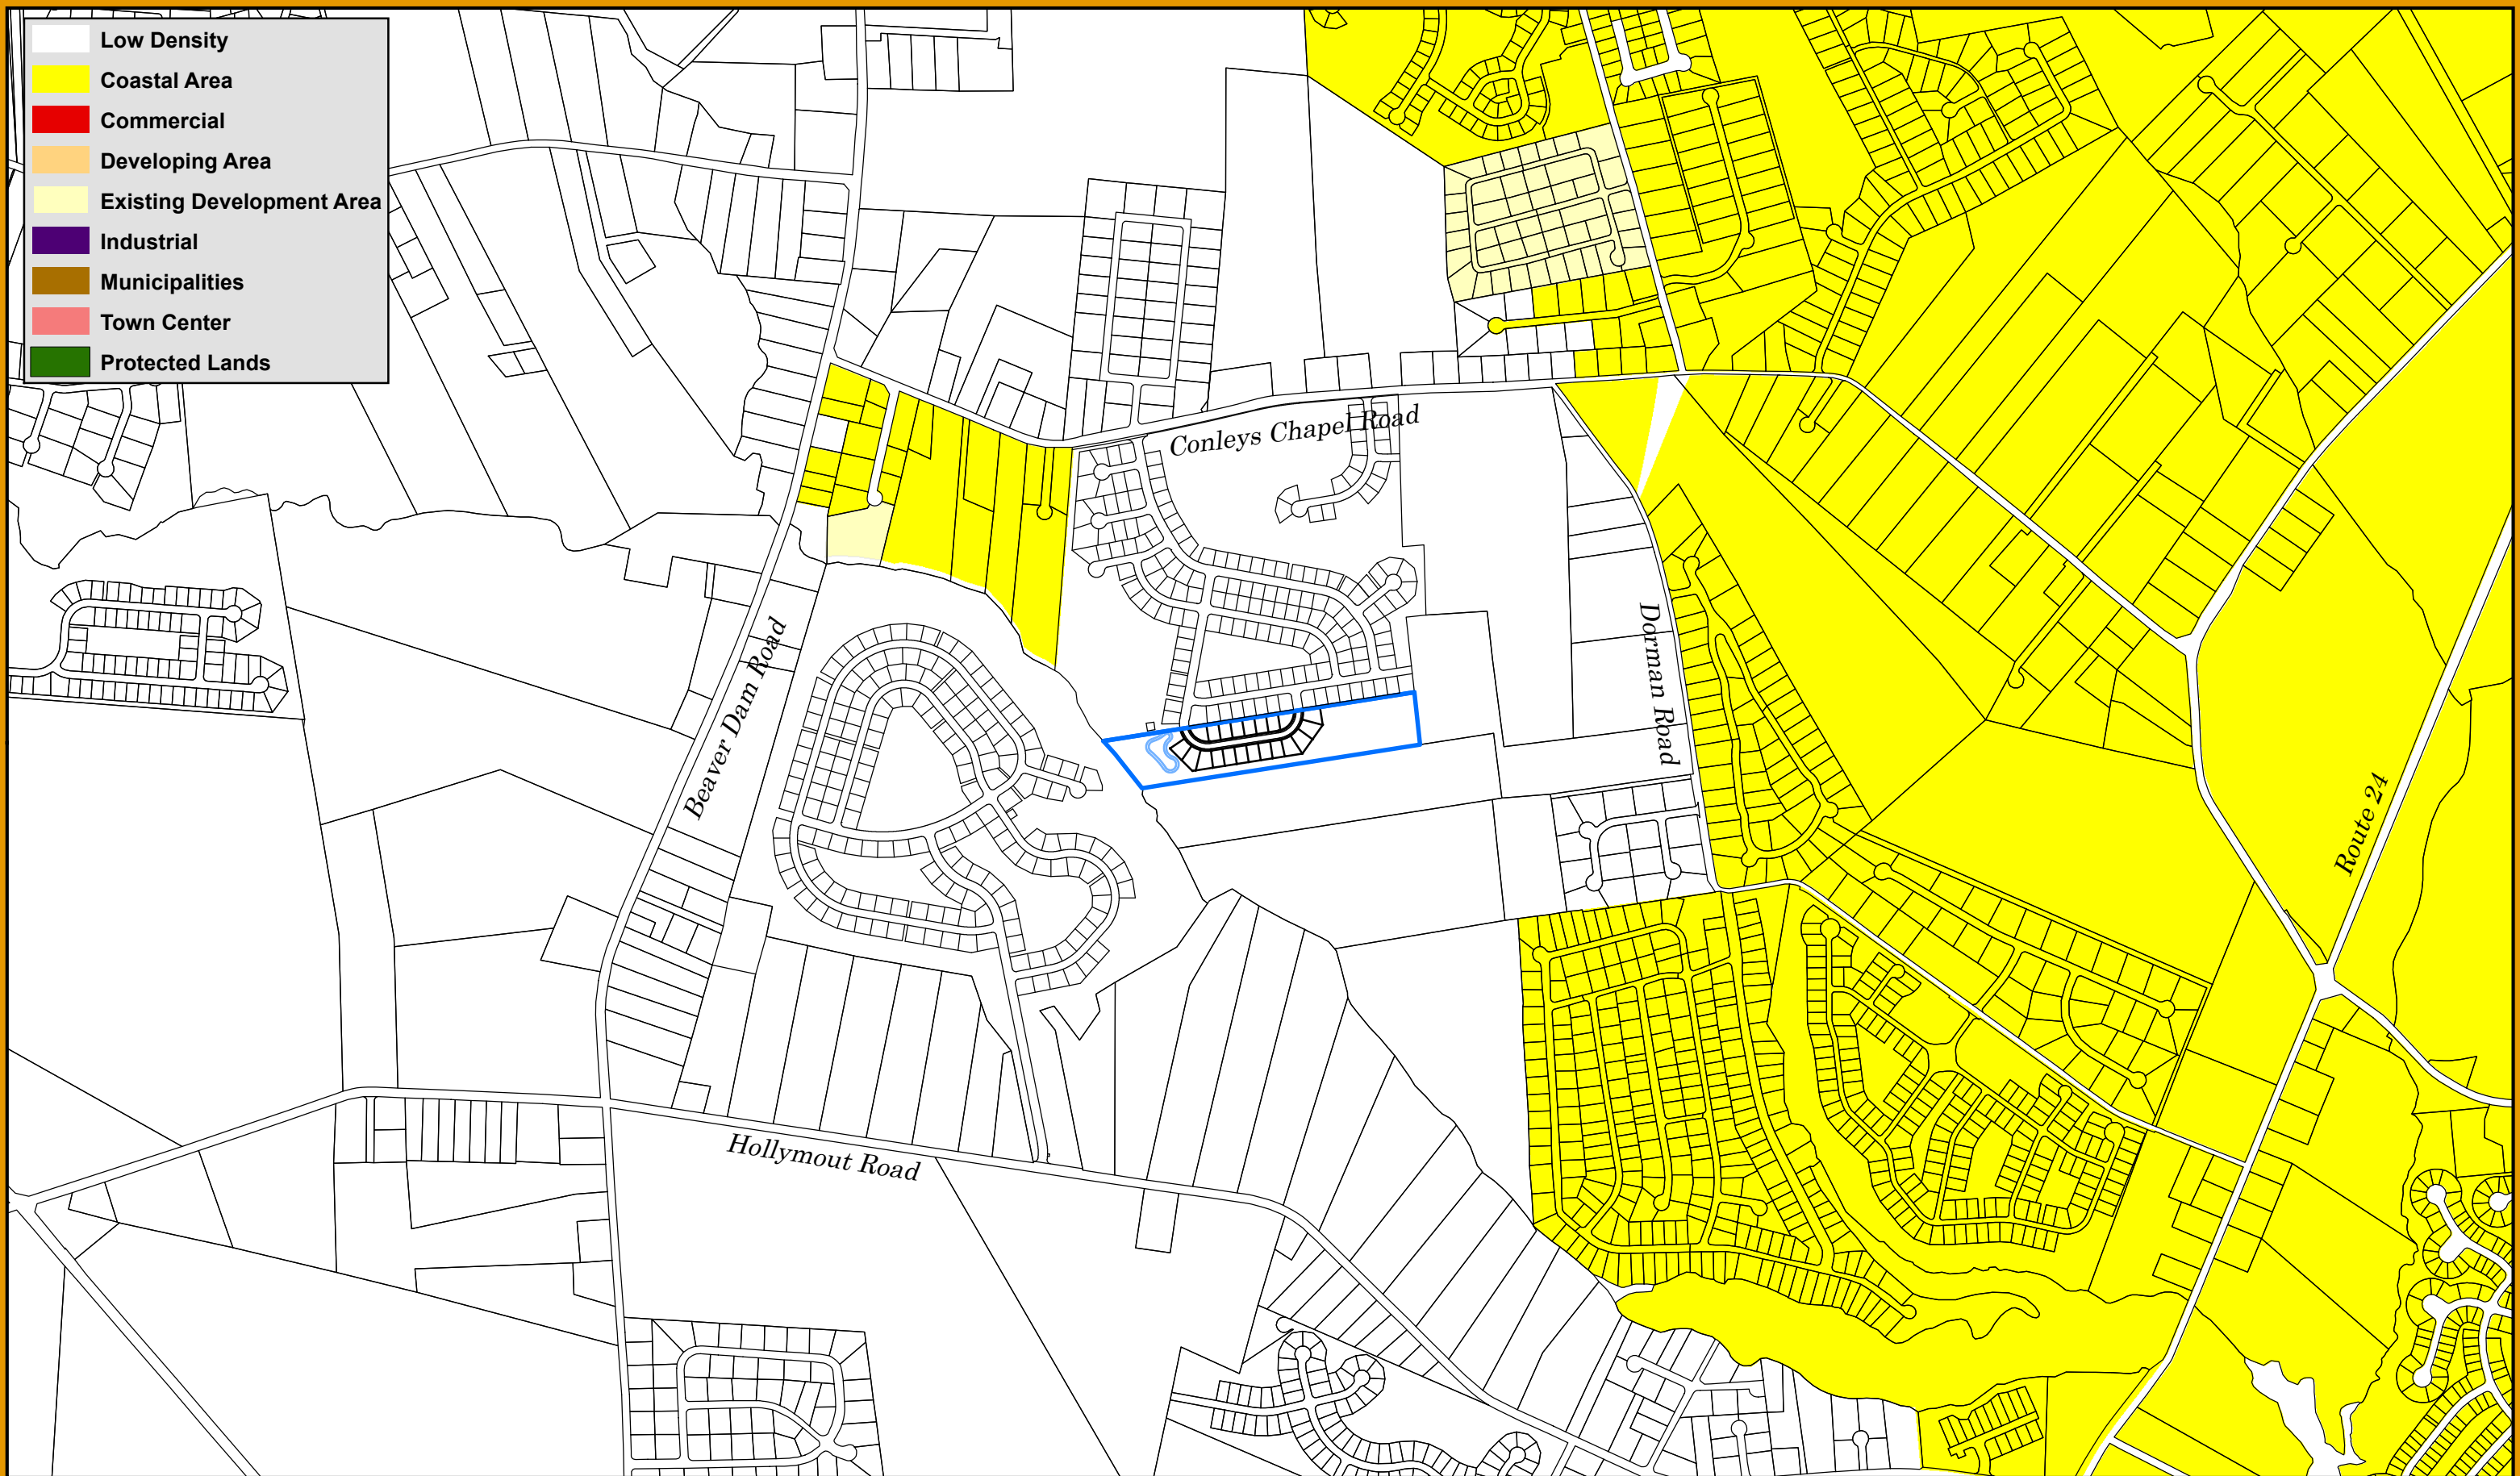 Low Density
Coastal Area
Commercial
Developing Area
Existing Development Area
Industrial
Municipalities
Town Center
Protected Lands
Conleys Chapel Road
Beaver Dam Road
Dorman Road
Route 24
Hollymout Road